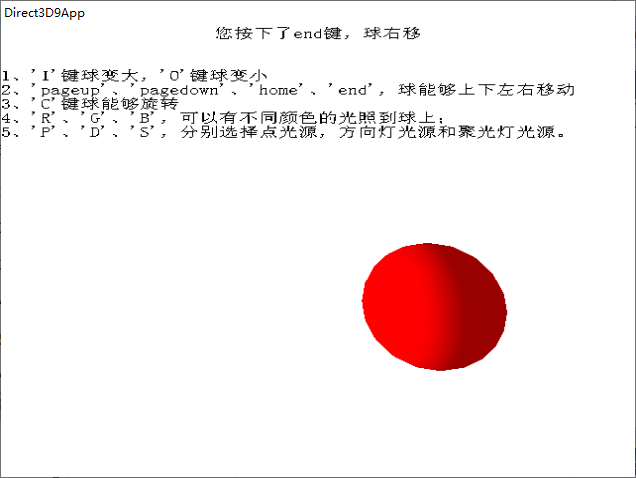 Direct3D9App
您按下了end键，球右移
1、'I'键球变大，'O'键球变小
2、'pageup'、'pagedown'、'home'、'end'，球能够上下左右移动
3、'C'键球能够旋转
4、'R'、'G'、'B'，可以有不同颜色的光照到球上；
5、'P'、'D'、'S'，分别选择点光源，方向灯光源和聚光灯光源。